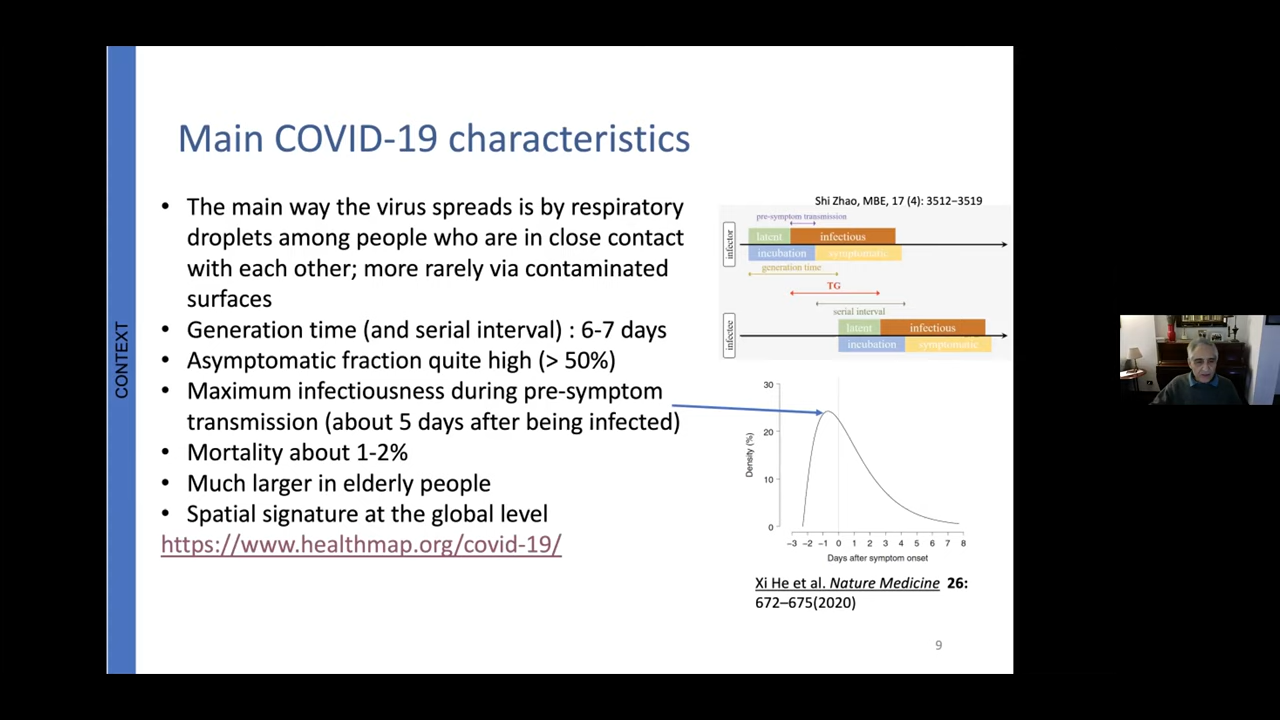 Main COVID-19 characteristics
CONTEXT
• The main way the virus spreads is by respiratory
droplets among people who are in close contact
with each other; more rarely via contaminated
surfaces
• Generation time (and serial interval) : 6-7 days
• Asymptomatic fraction quite high (> 50%)
• Maximum infectiousness during pre-symptom
transmission (about 5 days after being infected)
• Mortality about 1-2%
• Much larger in elderly people
• Spatial signature at the global level
https://www.healthmap.org/covid-19/
Shi Zhao, MBE, 17 (4): 3512–3519
pre-symptom transmission
infector
latent infectious
incubation symptomatic
generation time
TG
serial interval
infectee
latent infectious
incubation symptomatic
30
20
10
0
Density (%)
−3 −2 −1 0 1 2 3 4 5 6 7 8
Days after symptom onset
Xi He et al. Nature Medicine 26:
672–675(2020)
9